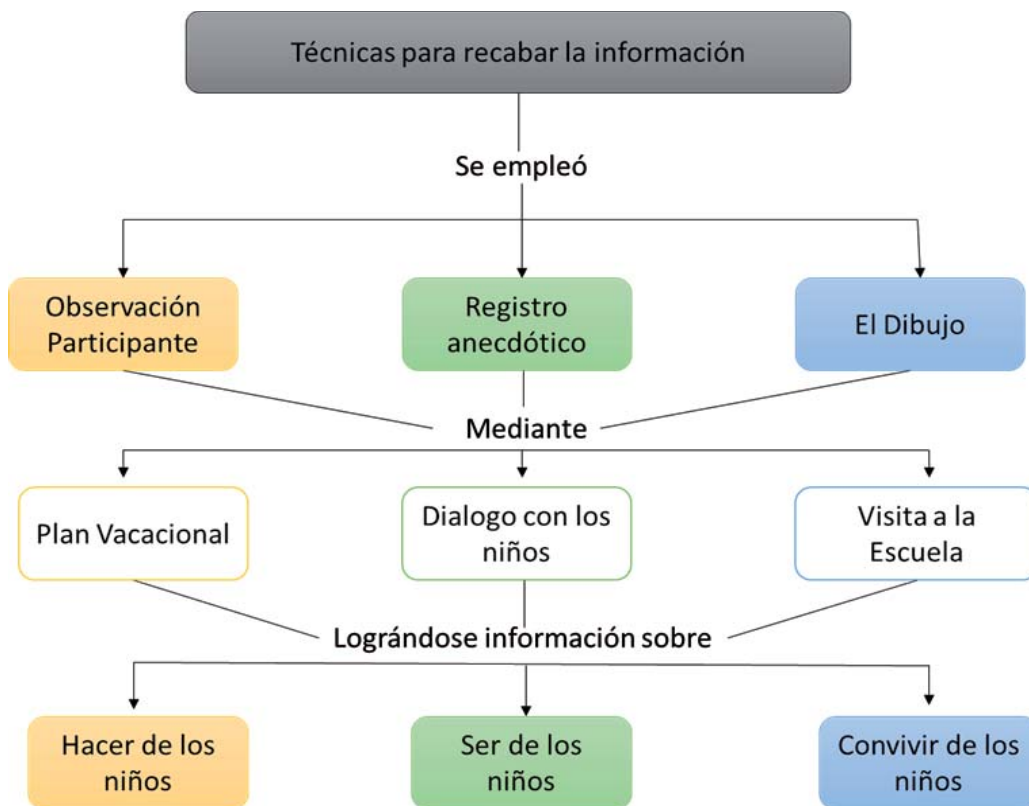 Técnicas para recabar la información
Se empleó
Observación
Participante
Registro
anecdótico
El Dibujo
Mediante
Plan Vacacional
Dialogo con los
niños
Visita a la
Escuela
Lográndose información sobre
Hacer de los
niños
Ser de los
niños
Convivir de los
niños